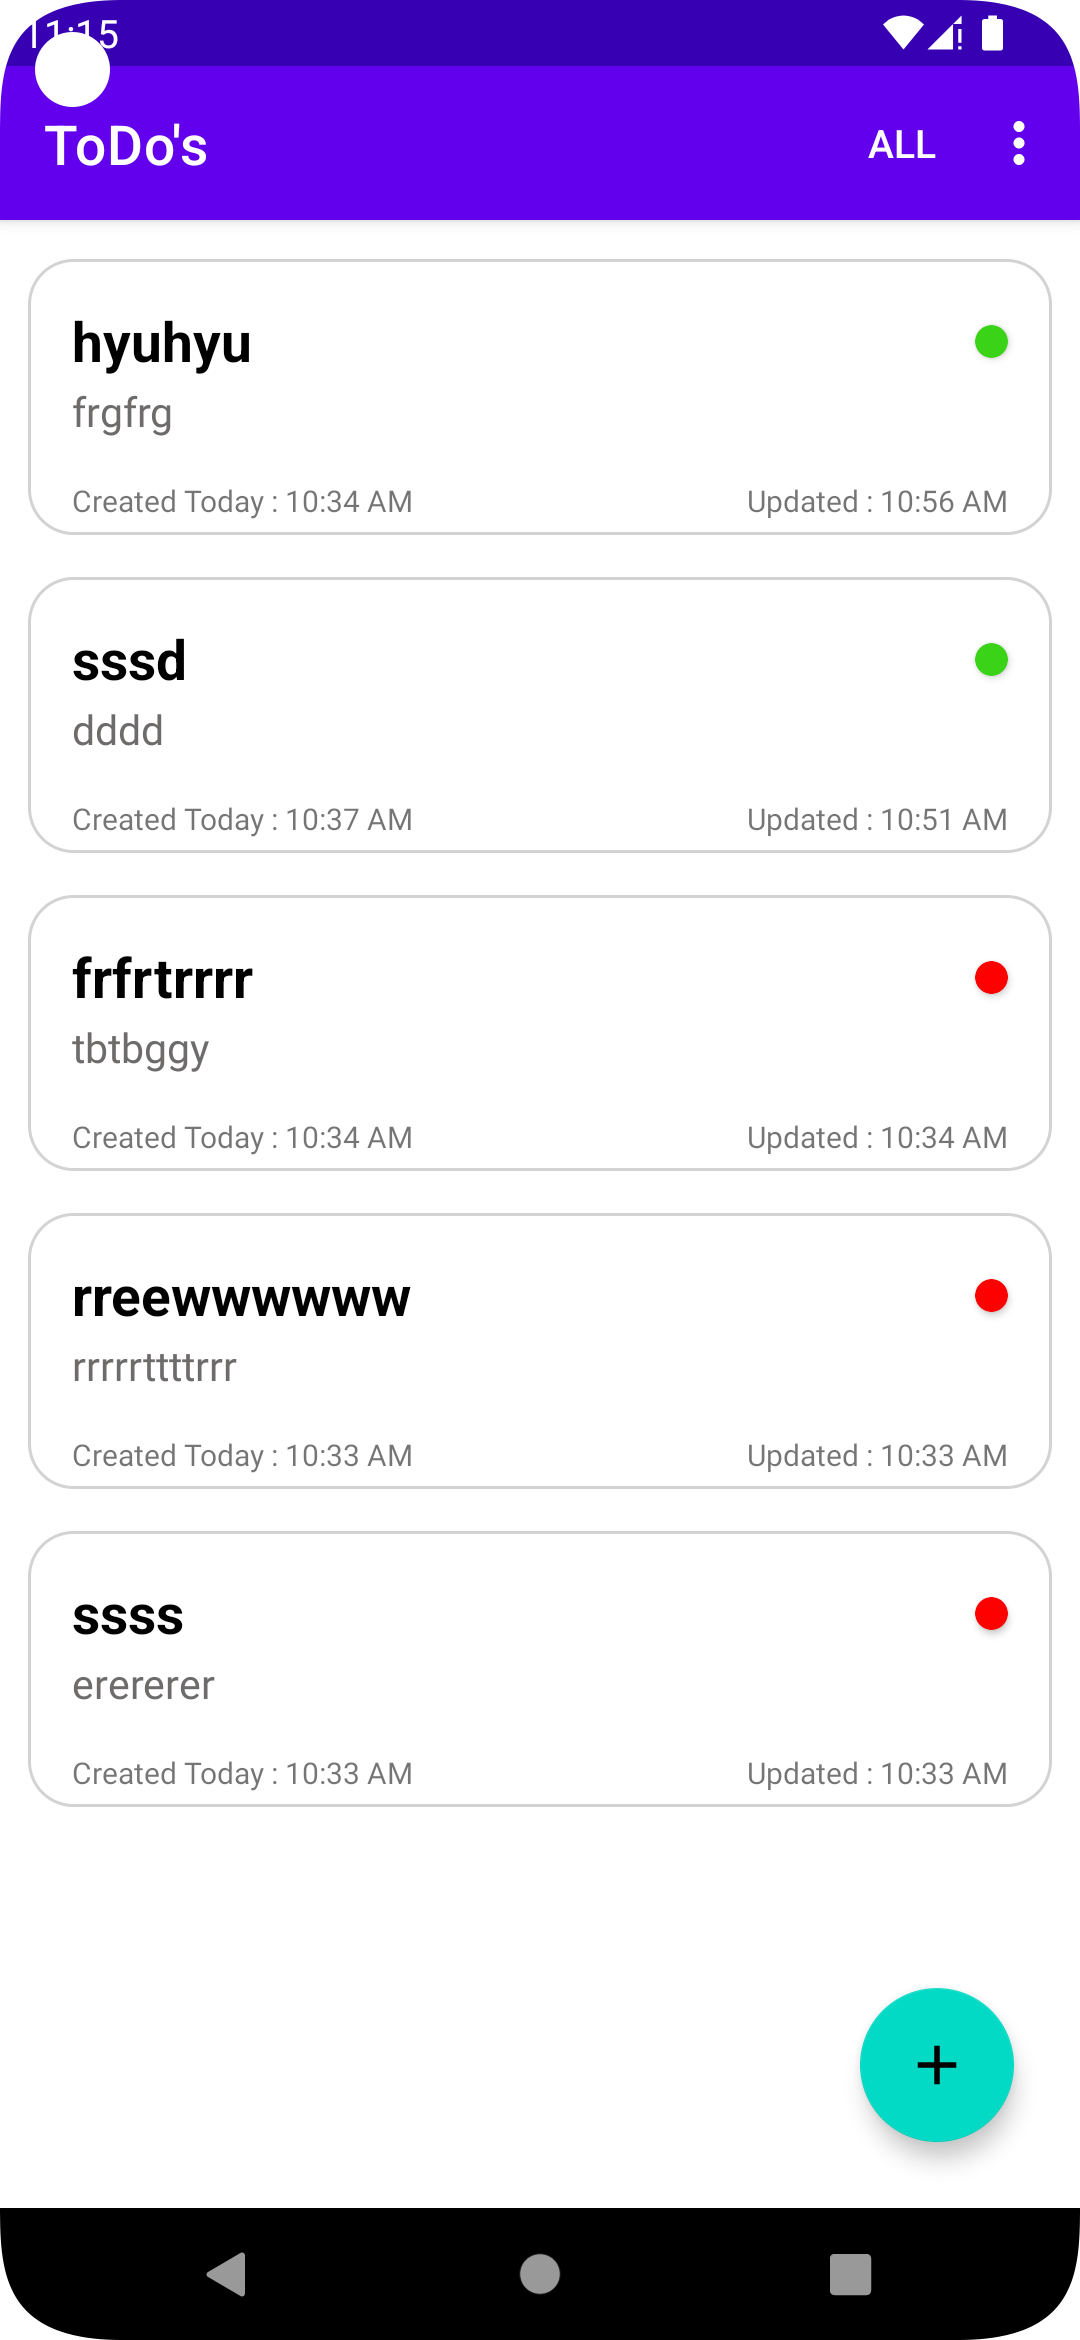 11:15
ToDo's
ALL
hyuhyu
frgfrg
Created Today : 10:34 AM
Updated : 10:56 AM
sssd
dddd
Created Today : 10:37 AM
Updated : 10:51 AM
frfrtrrrr
tbtbggy
Created Today : 10:34 AM
Updated : 10:34 AM
rreewwwwww
rrrrrttttrrr
Created Today : 10:33 AM
Updated : 10:33 AM
ssss
erererer
Created Today : 10:33 AM
Updated : 10:33 AM